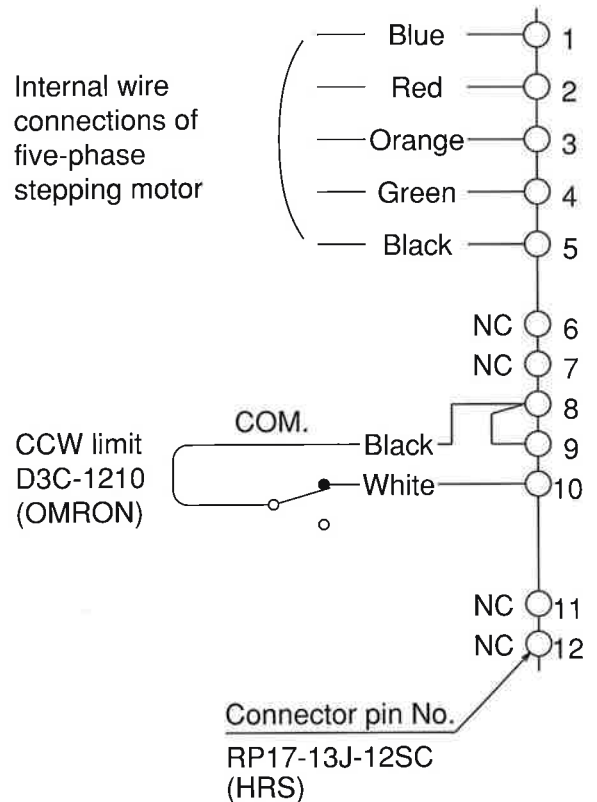 Internal wire
connections of
five-phase
stepping motor
Blue 1
Red 2
Orange 3
Green 4
Black 5
NC 6
NC 7
8
COM.
CCW limit
D3C-1210
(OMRON)
Black 9
White 10
NC 11
NC 12
Connector pin No.
RP17-13J-12SC
(HRS)